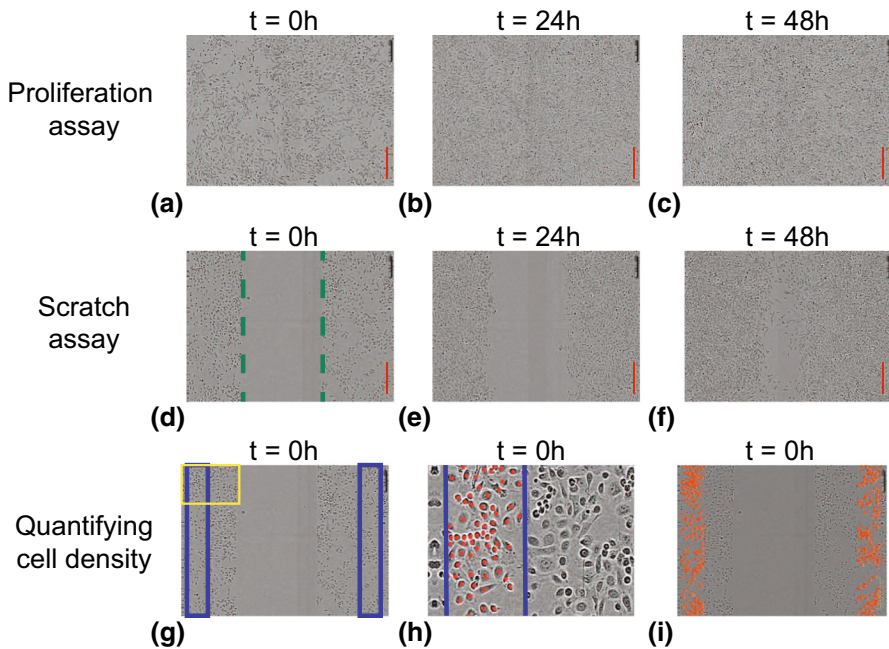 t = 0h
t = 24h
t = 48h
Proliferation
assay
(a)
(b)
(c)
t = 0h
t = 24h
t = 48h
Scratch
assay
(d)
(e)
(f)
t = 0h
t = 0h
t = 0h
Quantifying
cell density
(g)
(h)
(i)